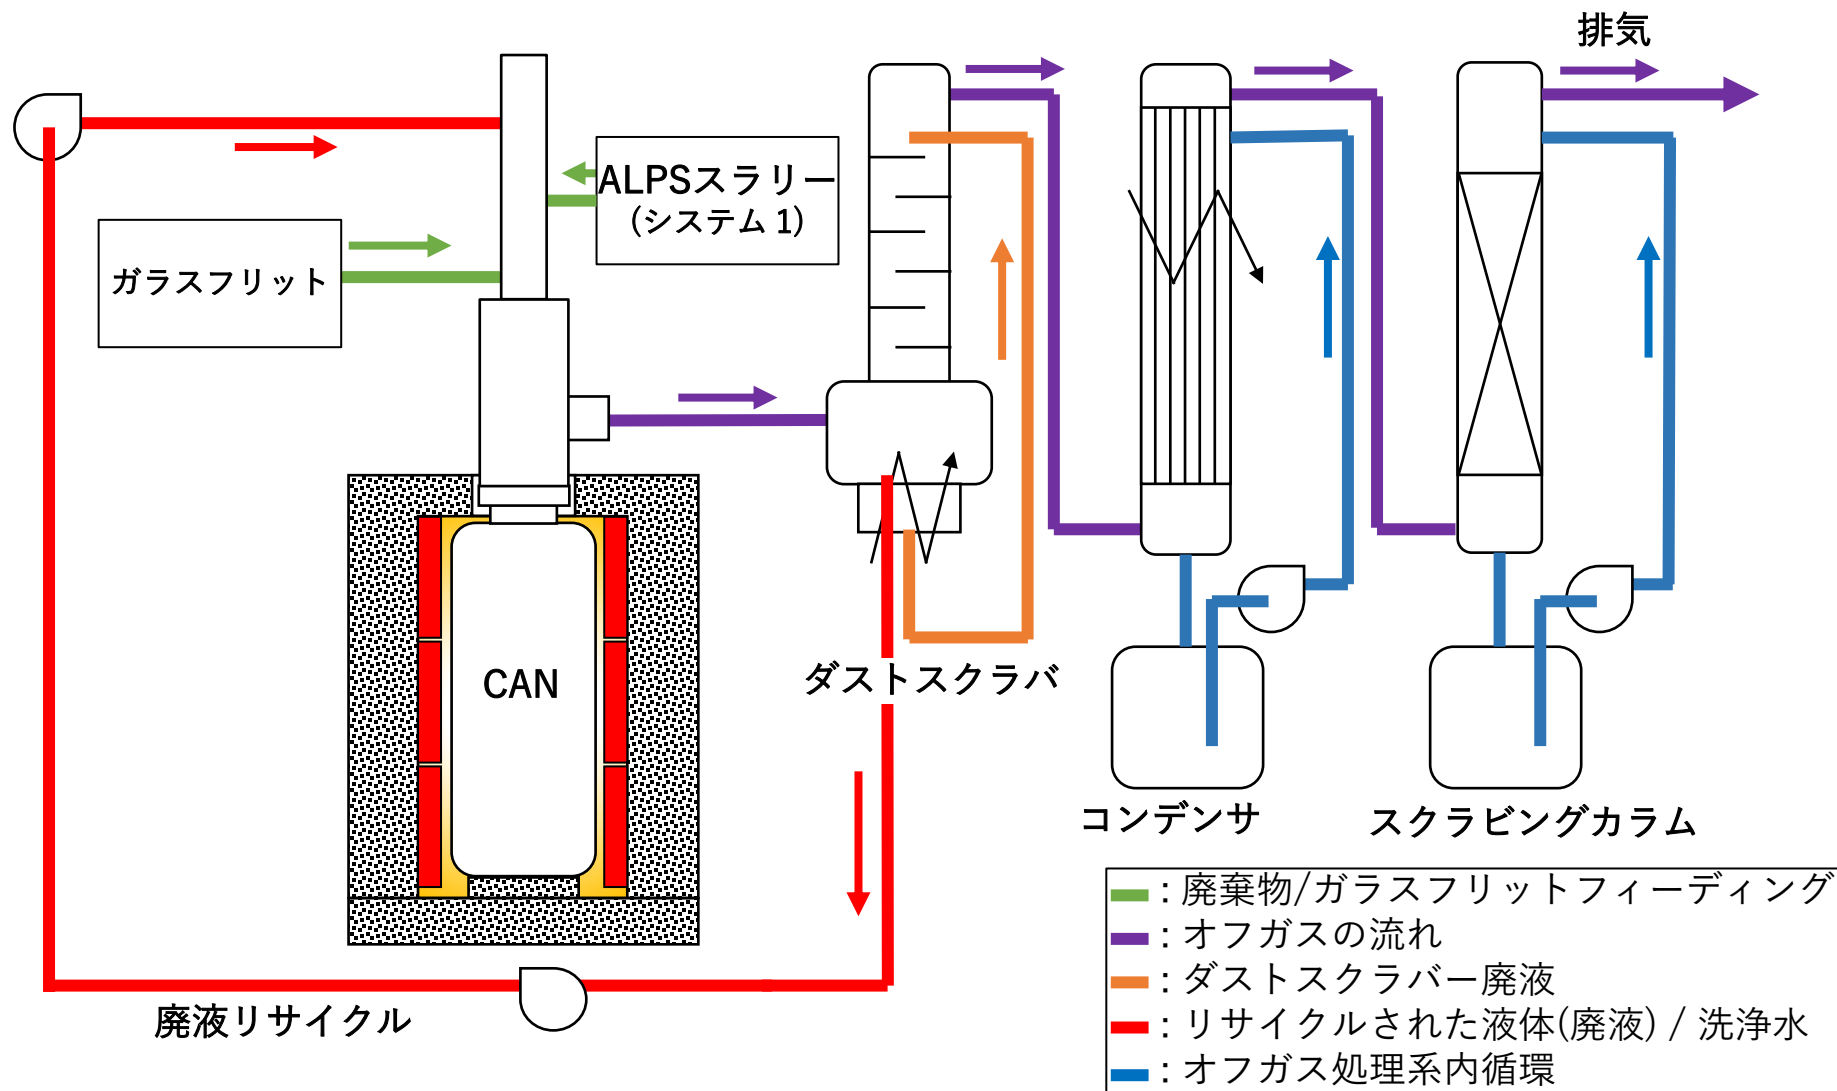 排気
ALPSスラリー
(システム 1)
ガラスフリット
CAN
ダストスクラバ
コンデンサ
スクラビングカラム
廃液リサイクル
: 廃棄物/ガラスフリットフィーディング
: オフガスの流れ
: ダストスクラバー廃液
: リサイクルされた液体(廃液) / 洗浄水
: オフガス処理系内循環